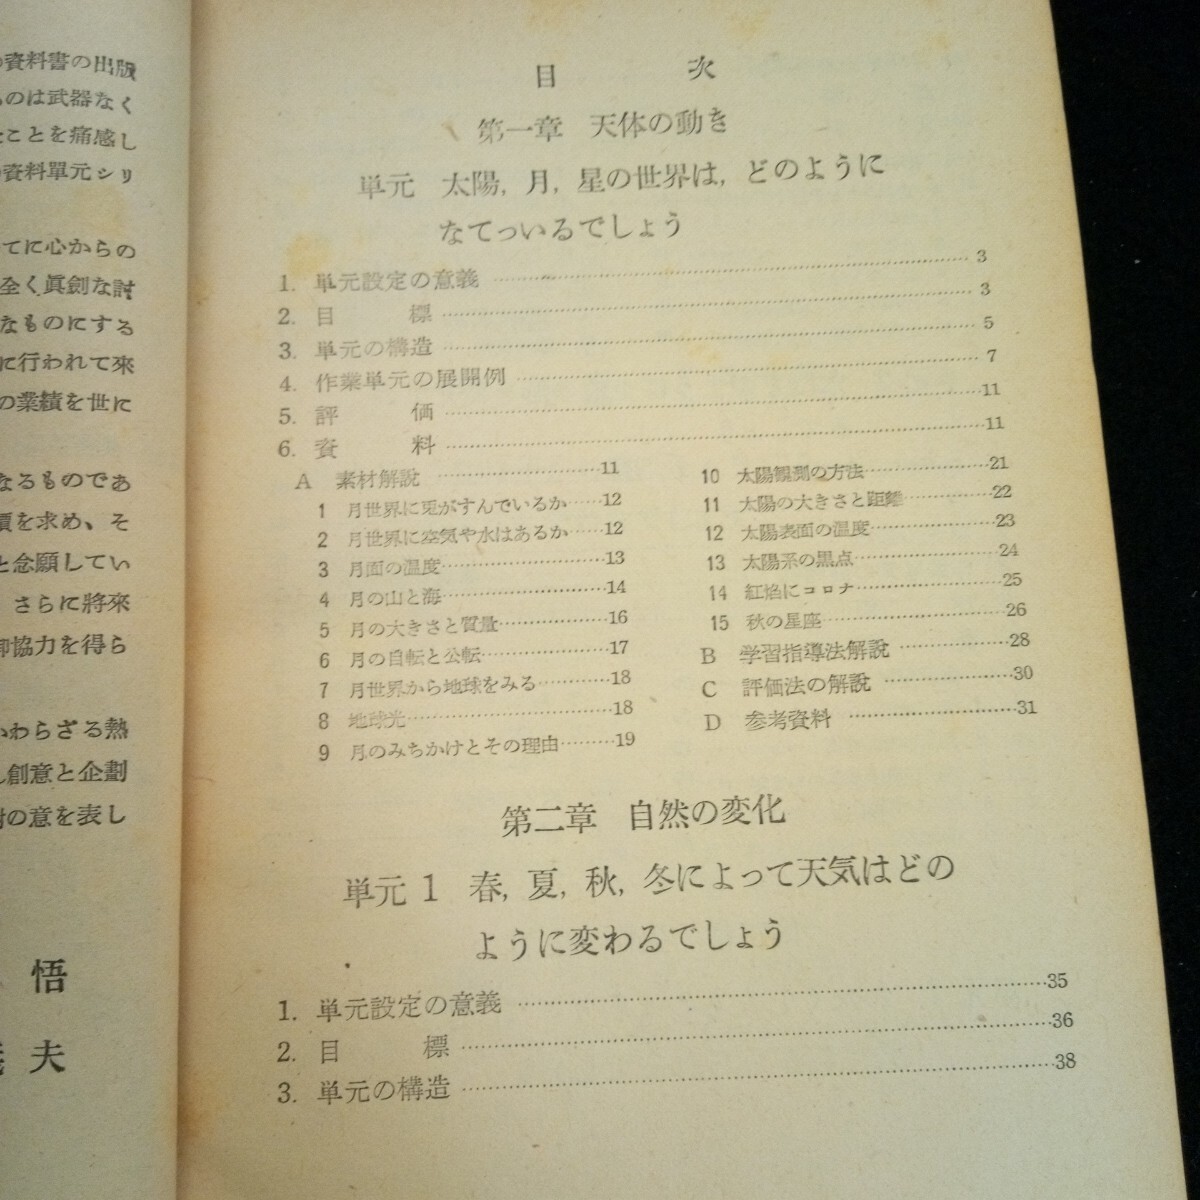 の資料書の出版
ものは武器なく
たことを痛感し
の資料單元シリ
てに心からの
全く眞剣な討
なものにする
に行われて來
の業績を世に
なるものであ
項を求め、そ
と念願してい
さらに將來
御協力を得ら
かわらざる熱
し創意と企劃
謝の意を表し
悟
夫
目 次
第一章 天体の動き
単元 太陽，月，星の世界は，どのように
なてっいるでしょう
1. 単元設定の意義 3
2. 目 標 3
3. 単元の構造 5
4. 作業単元の展開例 7
5. 評 価 11
6. 資 料 11
A 素材解説 11
1 月世界に兎がすんでいるか 12
2 月世界に空気や水はあるか 12
3 月面の温度 13
4 月の山と海 14
5 月の大きさと質量 16
6 月の自転と公転 17
7 月世界から地球をみる 18
8 地球光 18
9 月のみちかけとその理由 19
10 太陽観測の方法 21
11 太陽の大きさと距離 22
12 太陽表面の温度 23
13 太陽系の黒点 24
14 紅焔にコロナ 25
15 秋の星座 26
B 学習指導法解説 28
C 評価法の解説 30
D 参考資料 31
第二章 自然の変化
単元 1 春，夏，秋，冬によって天気はどの
ように変わるでしょう
1. 単元設定の意義 35
2. 目 標 36
3. 単元の構造 38